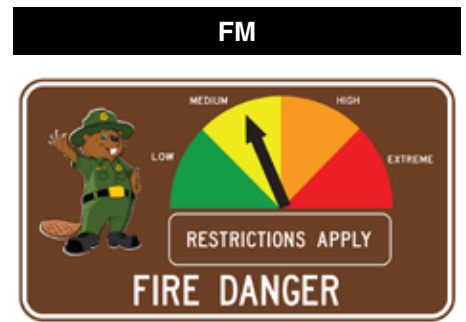 FM
MEDIUM
HIGH
LOW
EXTREME
RESTRICTIONS APPLY
FIRE DANGER